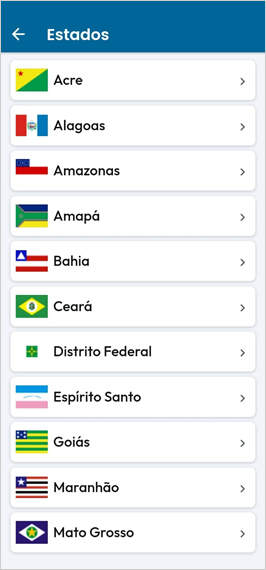 Estados
Acre
Alagoas
Amazonas
Amapá
Bahia
Ceará
Distrito Federal
Espírito Santo
Goiás
Maranhão
Mato Grosso